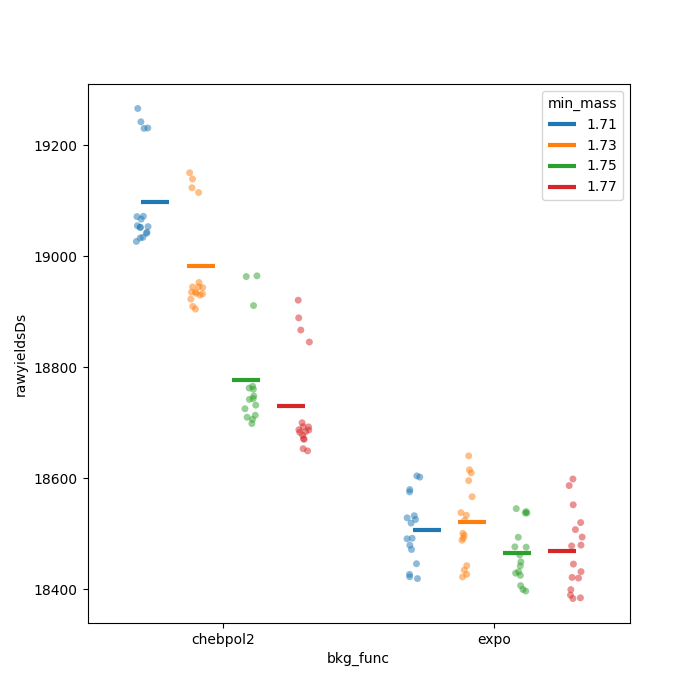 min_mass
1.71
1.73
1.75
1.77
19200
19000
18800
18600
18400
rawyieldsDs
chebpol2
expo
bkg_func